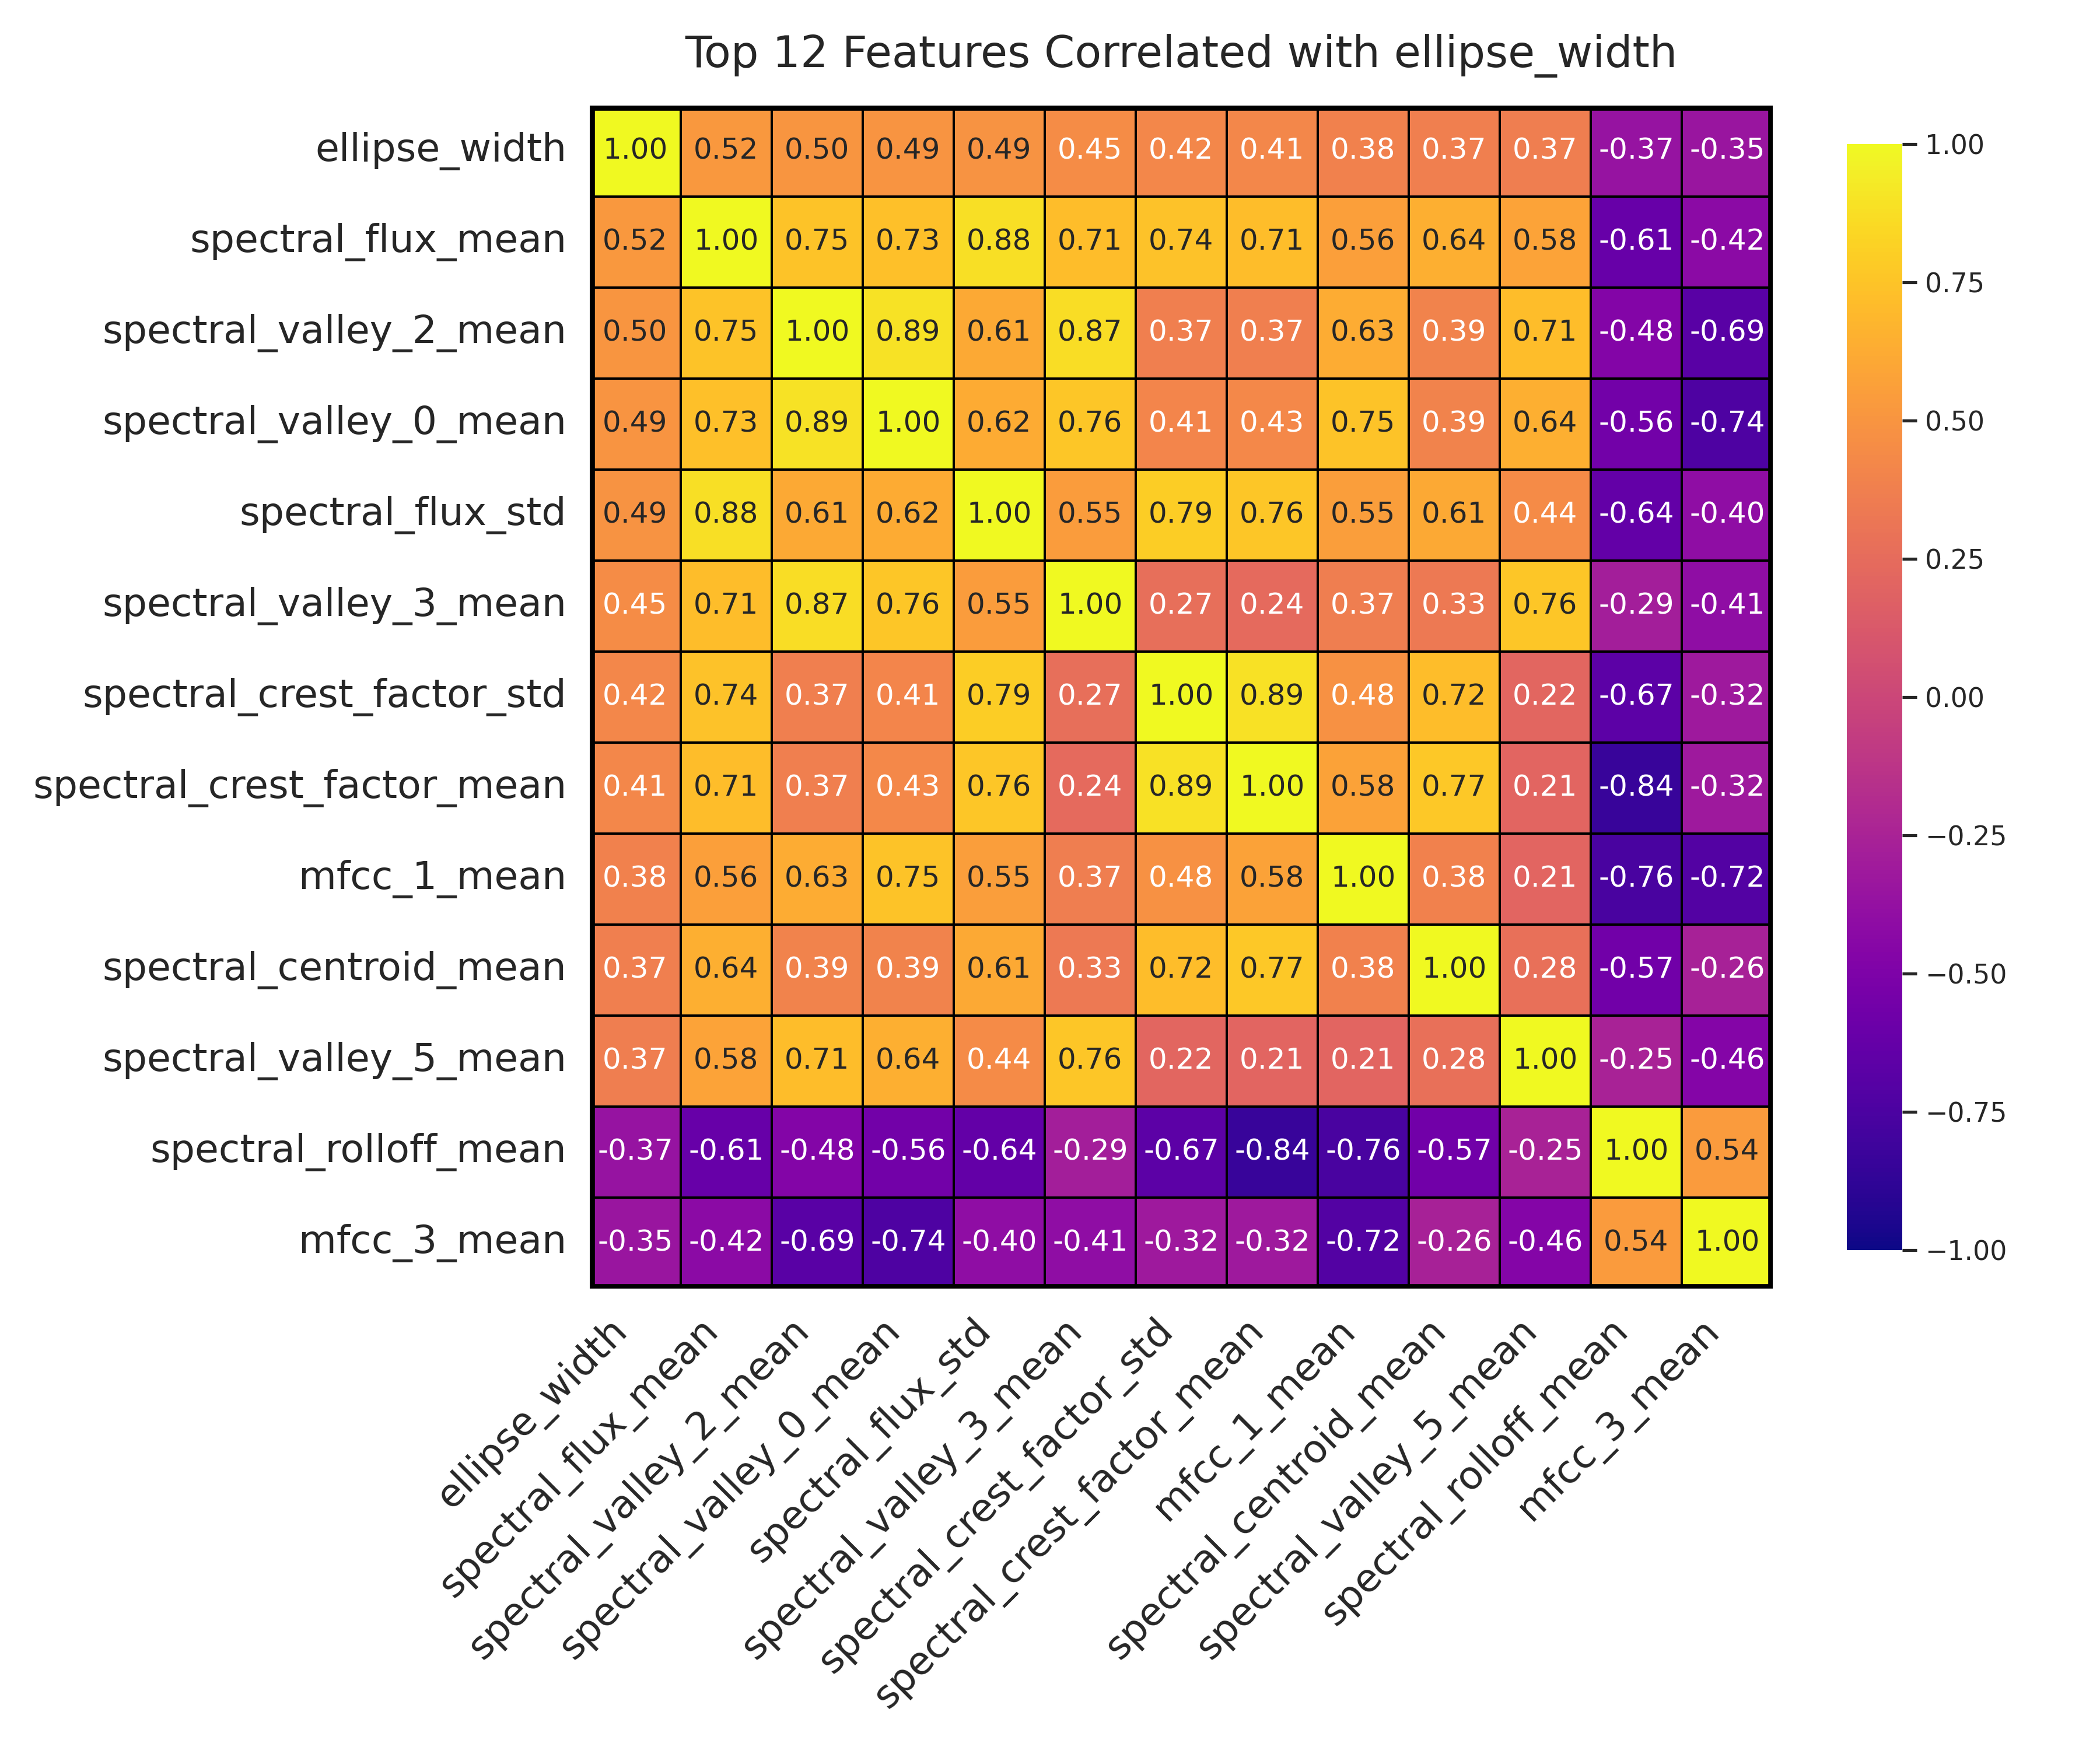 Top 12 Features Correlated with ellipse_width
ellipse_width 1.00 0.52 0.50 0.49 0.49 0.45 0.42 0.41 0.38 0.37 0.37 -0.37 -0.35
spectral_flux_mean 0.52 1.00 0.75 0.73 0.88 0.71 0.74 0.71 0.56 0.64 0.58 -0.61 -0.42
spectral_valley_2_mean 0.50 0.75 1.00 0.89 0.61 0.87 0.37 0.37 0.63 0.39 0.71 -0.48 -0.69
spectral_valley_0_mean 0.49 0.73 0.89 1.00 0.62 0.76 0.41 0.43 0.75 0.39 0.64 -0.56 -0.74
spectral_flux_std 0.49 0.88 0.61 0.62 1.00 0.55 0.79 0.76 0.55 0.61 0.44 -0.64 -0.40
spectral_valley_3_mean 0.45 0.71 0.87 0.76 0.55 1.00 0.27 0.24 0.37 0.33 0.76 -0.29 -0.41
spectral_crest_factor_std 0.42 0.74 0.37 0.41 0.79 0.27 1.00 0.89 0.48 0.72 0.22 -0.67 -0.32
spectral_crest_factor_mean 0.41 0.71 0.37 0.43 0.76 0.24 0.89 1.00 0.58 0.77 0.21 -0.84 -0.32
mfcc_1_mean 0.38 0.56 0.63 0.75 0.55 0.37 0.48 0.58 1.00 0.38 0.21 -0.76 -0.72
spectral_centroid_mean 0.37 0.64 0.39 0.39 0.61 0.33 0.72 0.77 0.38 1.00 0.28 -0.57 -0.26
spectral_valley_5_mean 0.37 0.58 0.71 0.64 0.44 0.76 0.22 0.21 0.21 0.28 1.00 -0.25 -0.46
spectral_rolloff_mean -0.37 -0.61 -0.48 -0.56 -0.64 -0.29 -0.67 -0.84 -0.76 -0.57 -0.25 1.00 0.54
mfcc_3_mean -0.35 -0.42 -0.69 -0.74 -0.40 -0.41 -0.32 -0.32 -0.72 -0.26 -0.46 0.54 1.00
ellipse_width
spectral_flux_mean
spectral_valley_2_mean
spectral_valley_0_mean
spectral_flux_std
spectral_valley_3_mean
spectral_crest_factor_std
spectral_crest_factor_mean
mfcc_1_mean
spectral_centroid_mean
spectral_valley_5_mean
spectral_rolloff_mean
mfcc_3_mean
1.00
0.75
0.50
0.25
0.00
−0.25
−0.50
−0.75
−1.00